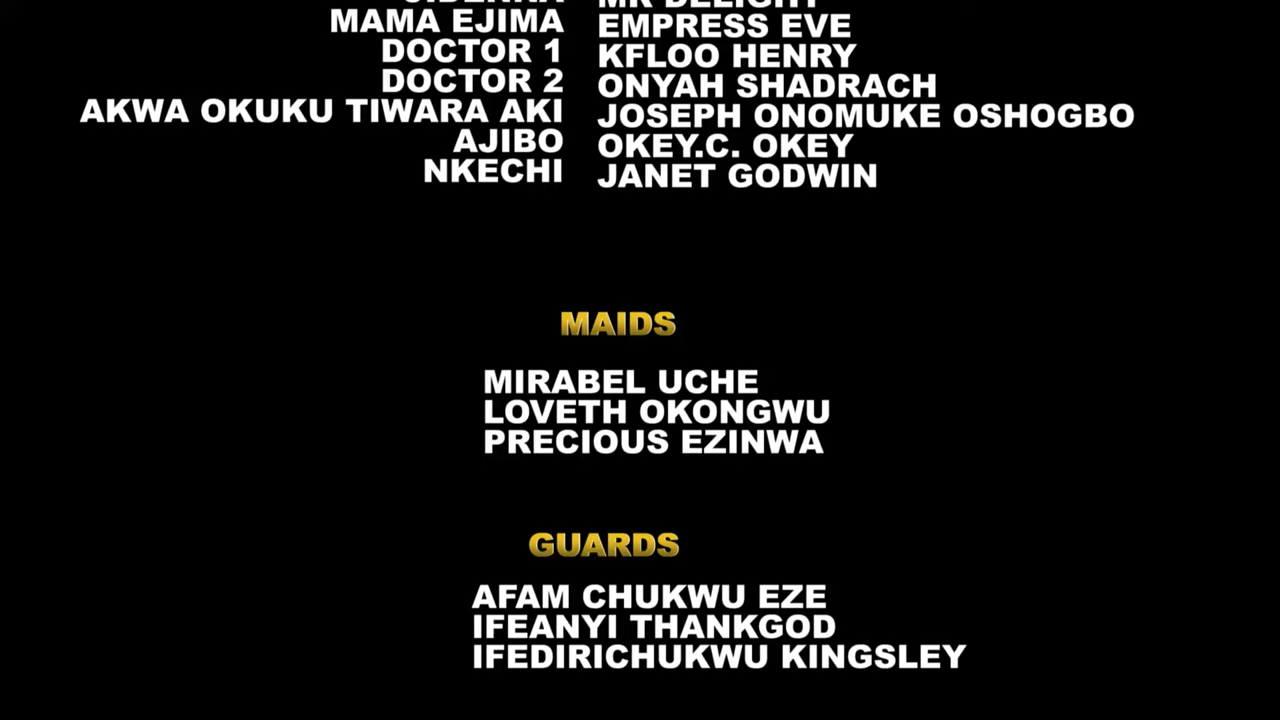 MR DELIGHT
MAMA EJIMA EMPRESS EVE
DOCTOR 1 KFLOO HENRY
DOCTOR 2 ONYAH SHADRACH
AKWA OKUKU TIWARA AKI JOSEPH ONOMUKE OSHOGBO
AJIBO OKEY.C. OKEY
NKECHI JANET GODWIN
MAIDS
MIRABEL UCHE
LOVETH OKONGWU
PRECIOUS EZINWA
GUARDS
AFAM CHUKWU EZE
IFEANYI THANKGOD
IFEDIRICHUKWU KINGSLEY